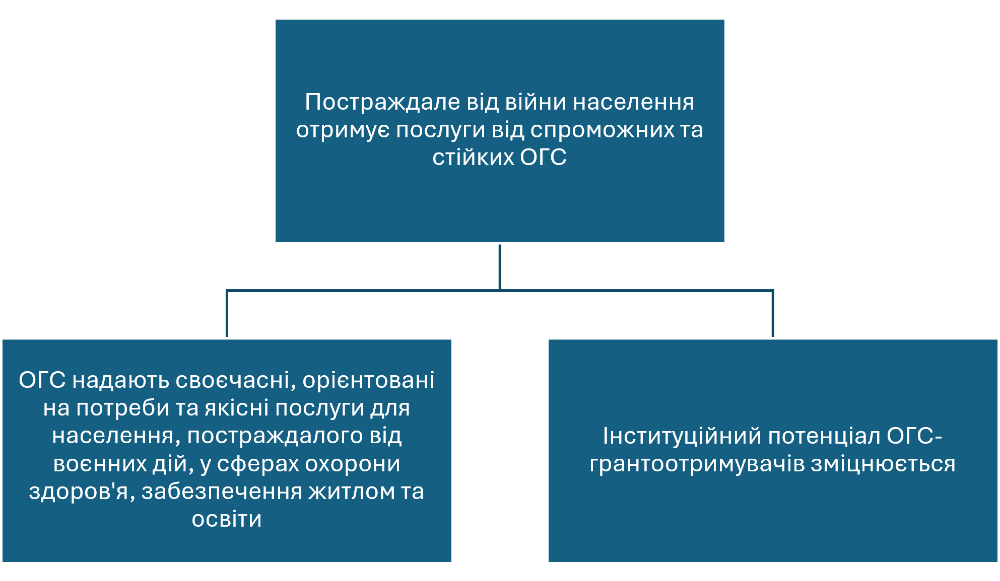 Постраждале від війни населення
отримує послуги від спроможних та
стійких ОГС
ОГС надають своєчасні, орієнтовані
на потреби та якісні послуги для
населення, постраждалого від
воєнних дій, у сферах охорони
здоров'я, забезпечення житлом та
освіти
Інституційний потенціал ОГС-
грантоотримувачів зміцнюється